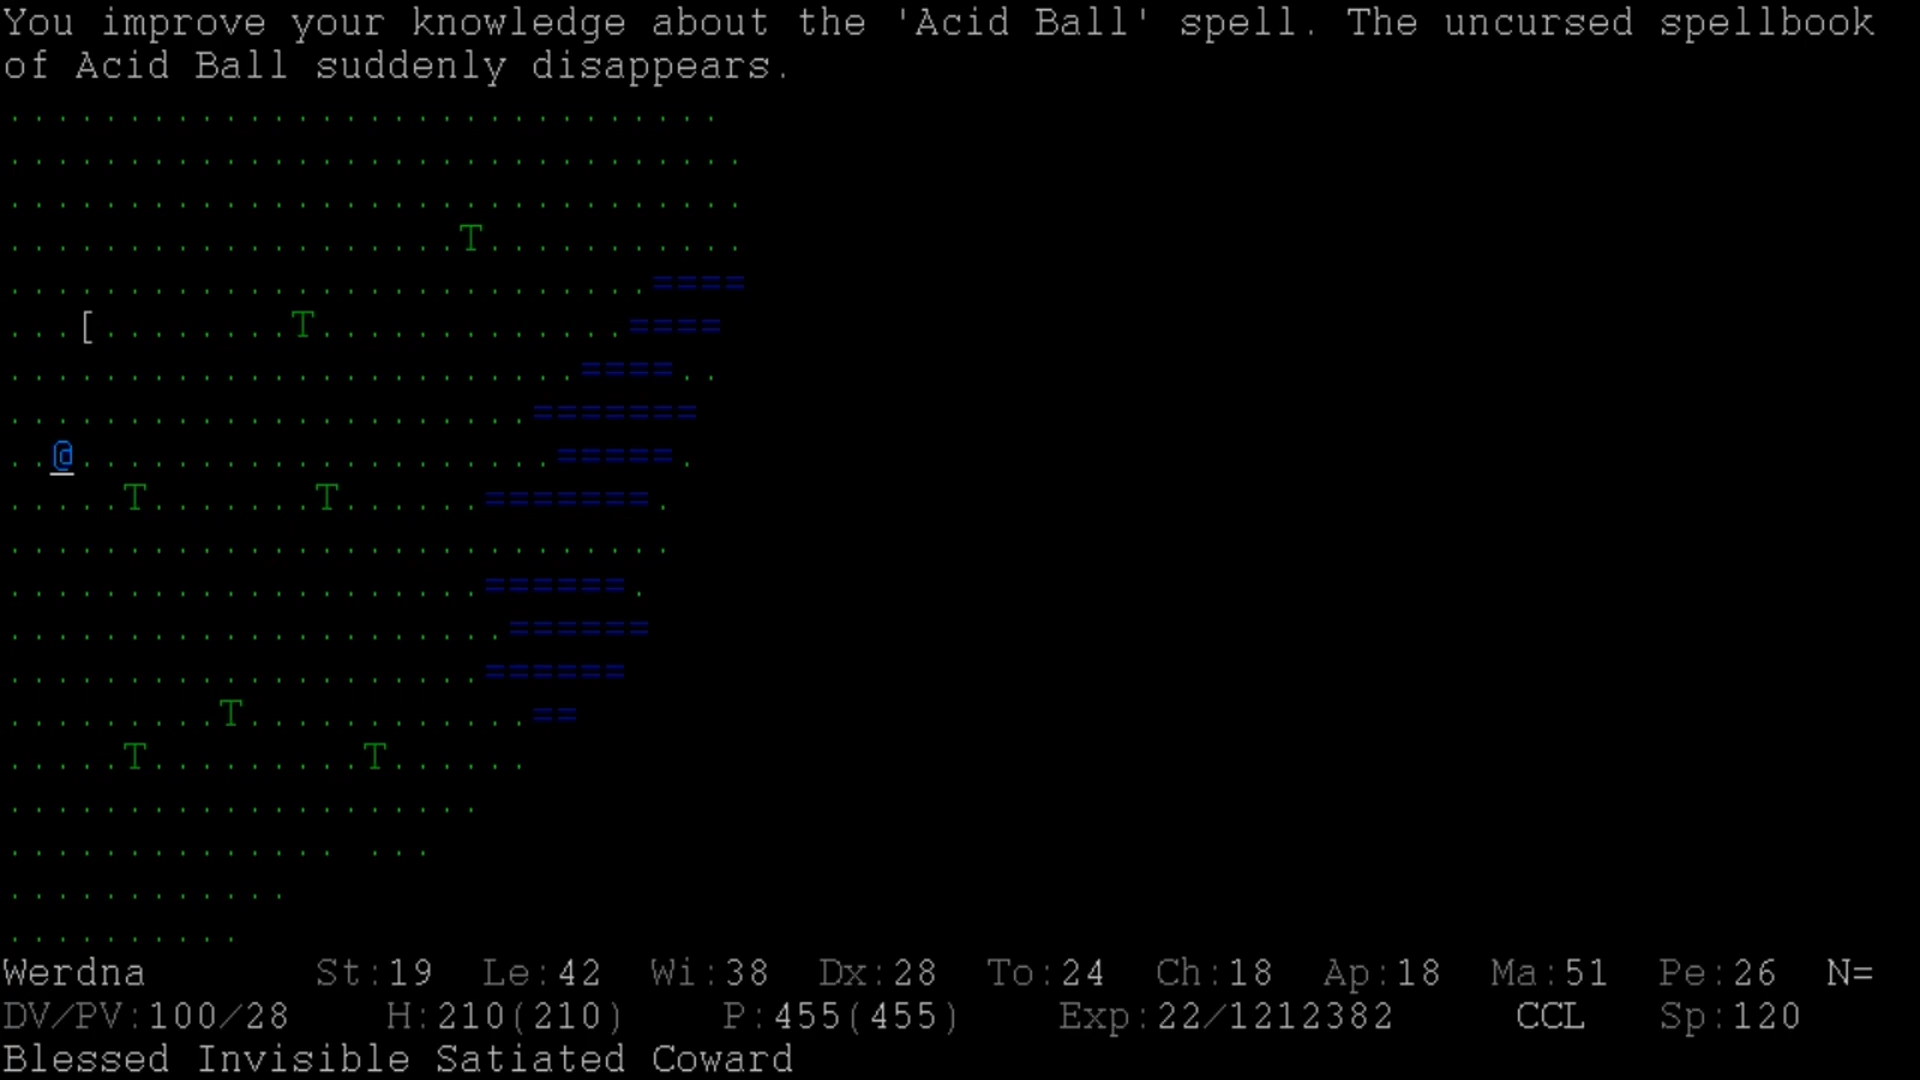 You improve your knowledge about the 'Acid Ball' spell. The uncursed spellbook
of Acid Ball suddenly disappears.
. . . . . . . . . . . . . . . . . . . . . . . . . . . . . .
. . . . . . . . . . . . . . . . . . . . . . . . . . . . . . .
. . . . . . . . . . . . . . . . . . . . . . . . . . . . . . .
. . . . . . . . . . . . . . . . . . . T . . . . . . . . . . .
. . . . . . . . . . . . . . . . . . . . . . . . . . . ====
. . . [ . . . . . . . . T . . . . . . . . . . . . . ====
. . . . . . . . . . . . . . . . . . . . . . . . ==== . .
. . . . . . . . . . . . . . . . . . . . . . =======
. . @ . . . . . . . . . . . . . . . . . . . . ===== .
. . . . . T . . . . . . . T . . . . . . ======= .
. . . . . . . . . . . . . . . . . . . . . . . . . . . .
. . . . . . . . . . . . . . . . . . . . ====== .
. . . . . . . . . . . . . . . . . . . . . ======
. . . . . . . . . . . . . . . . . . . . ======
. . . . . . . . . T . . . . . . . . . . . . ==
. . . . . T . . . . . . . . . T . . . . . .
. . . . . . . . . . . . . . . . . . . .
. . . . . . . . . . . . . . . . .
. . . . . . . . . . . .
. . . . . . . . . .
Werdna St:19 Le:42 Wi:38 Dx:28 To:24 Ch:18 Ap:18 Ma:51 Pe:26 N=
DV/PV:100/28 H:210(210) P:455(455) Exp:22/1212382 CCL Sp:120
Blessed Invisible Satiated Coward